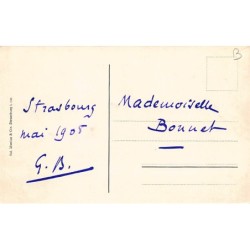 Strasbourg
mai 1905
G.B.
Mademoiselle
Bonnet
B